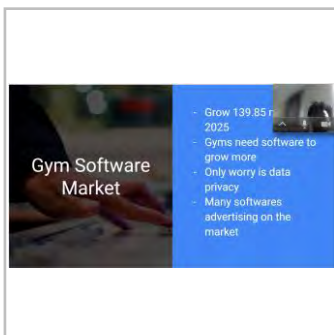 Gym Software
Market
- Grow 139.85
2025
- Gyms need software to
grow more
- Only worry is data
privacy
- Many softwares
advertising on the
market